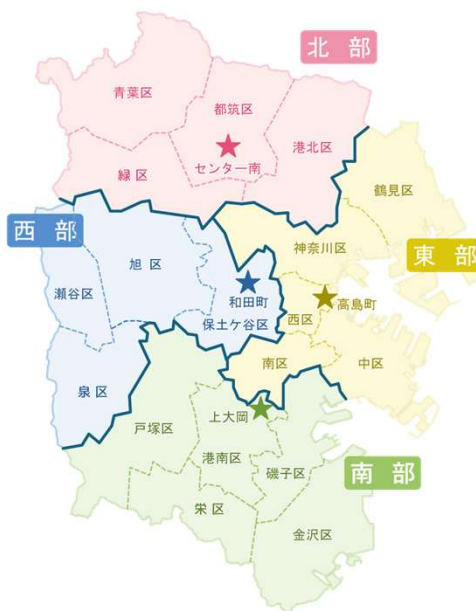 北 部
青葉区
都筑区
港北区
センター南
緑 区
鶴見区
西 部
神奈川区
東 部
旭 区
瀬谷区
和田町
高島町
西区
保土ケ谷区
南区
中区
泉 区
上大岡
戸塚区
港南区
磯子区
南 部
栄 区
金沢区